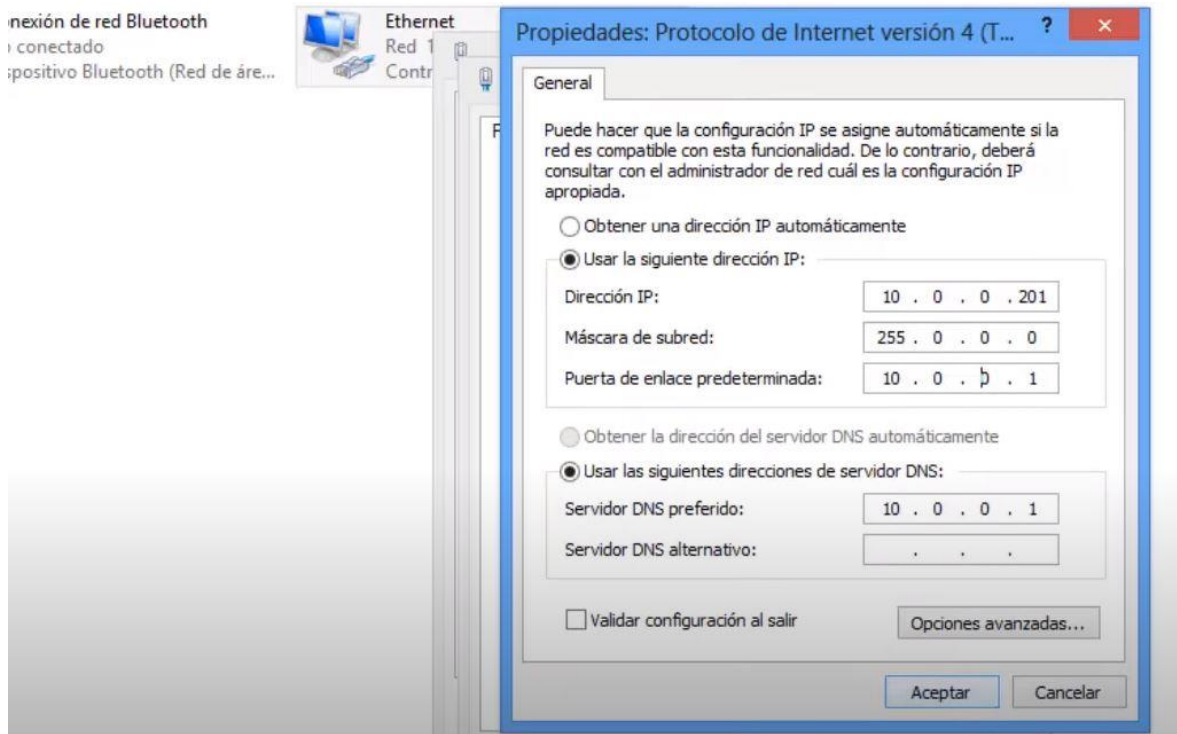 nexión de red Bluetooth
conectado
spositivo Bluetooth (Red de áre...
Ethernet
Red 1
Contr
Propiedades: Protocolo de Internet versión 4 (T... ? ×
General
Puede hacer que la configuración IP se asigne automáticamente si la
red es compatible con esta funcionalidad. De lo contrario, deberá
consultar con el administrador de red cuál es la configuración IP
apropiada.
Obtener una dirección IP automáticamente
Usar la siguiente dirección IP:
Dirección IP: 10 . 0 . 0 . 201
Máscara de subred: 255 . 0 . 0 . 0
Puerta de enlace predeterminada: 10 . 0 . 0 . 1
Obtener la dirección del servidor DNS automáticamente
Usar las siguientes direcciones de servidor DNS:
Servidor DNS preferido: 10 . 0 . 0 . 1
Servidor DNS alternativo: . . .
Validar configuración al salir
Opciones avanzadas...
Aceptar Cancelar